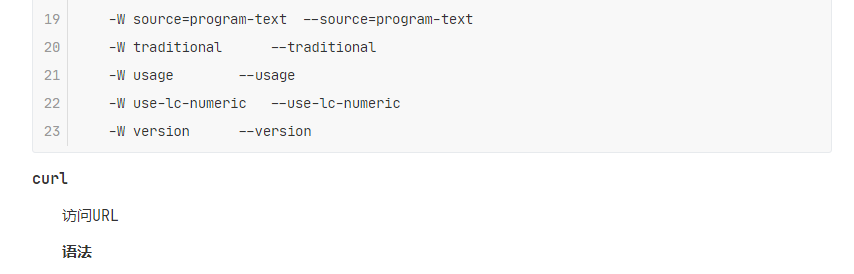 19 -W source=program-text --source=program-text
20 -W traditional --traditional
21 -W usage --usage
22 -W use-lc-numeric --use-lc-numeric
23 -W version --version
curl
访问URL
语法